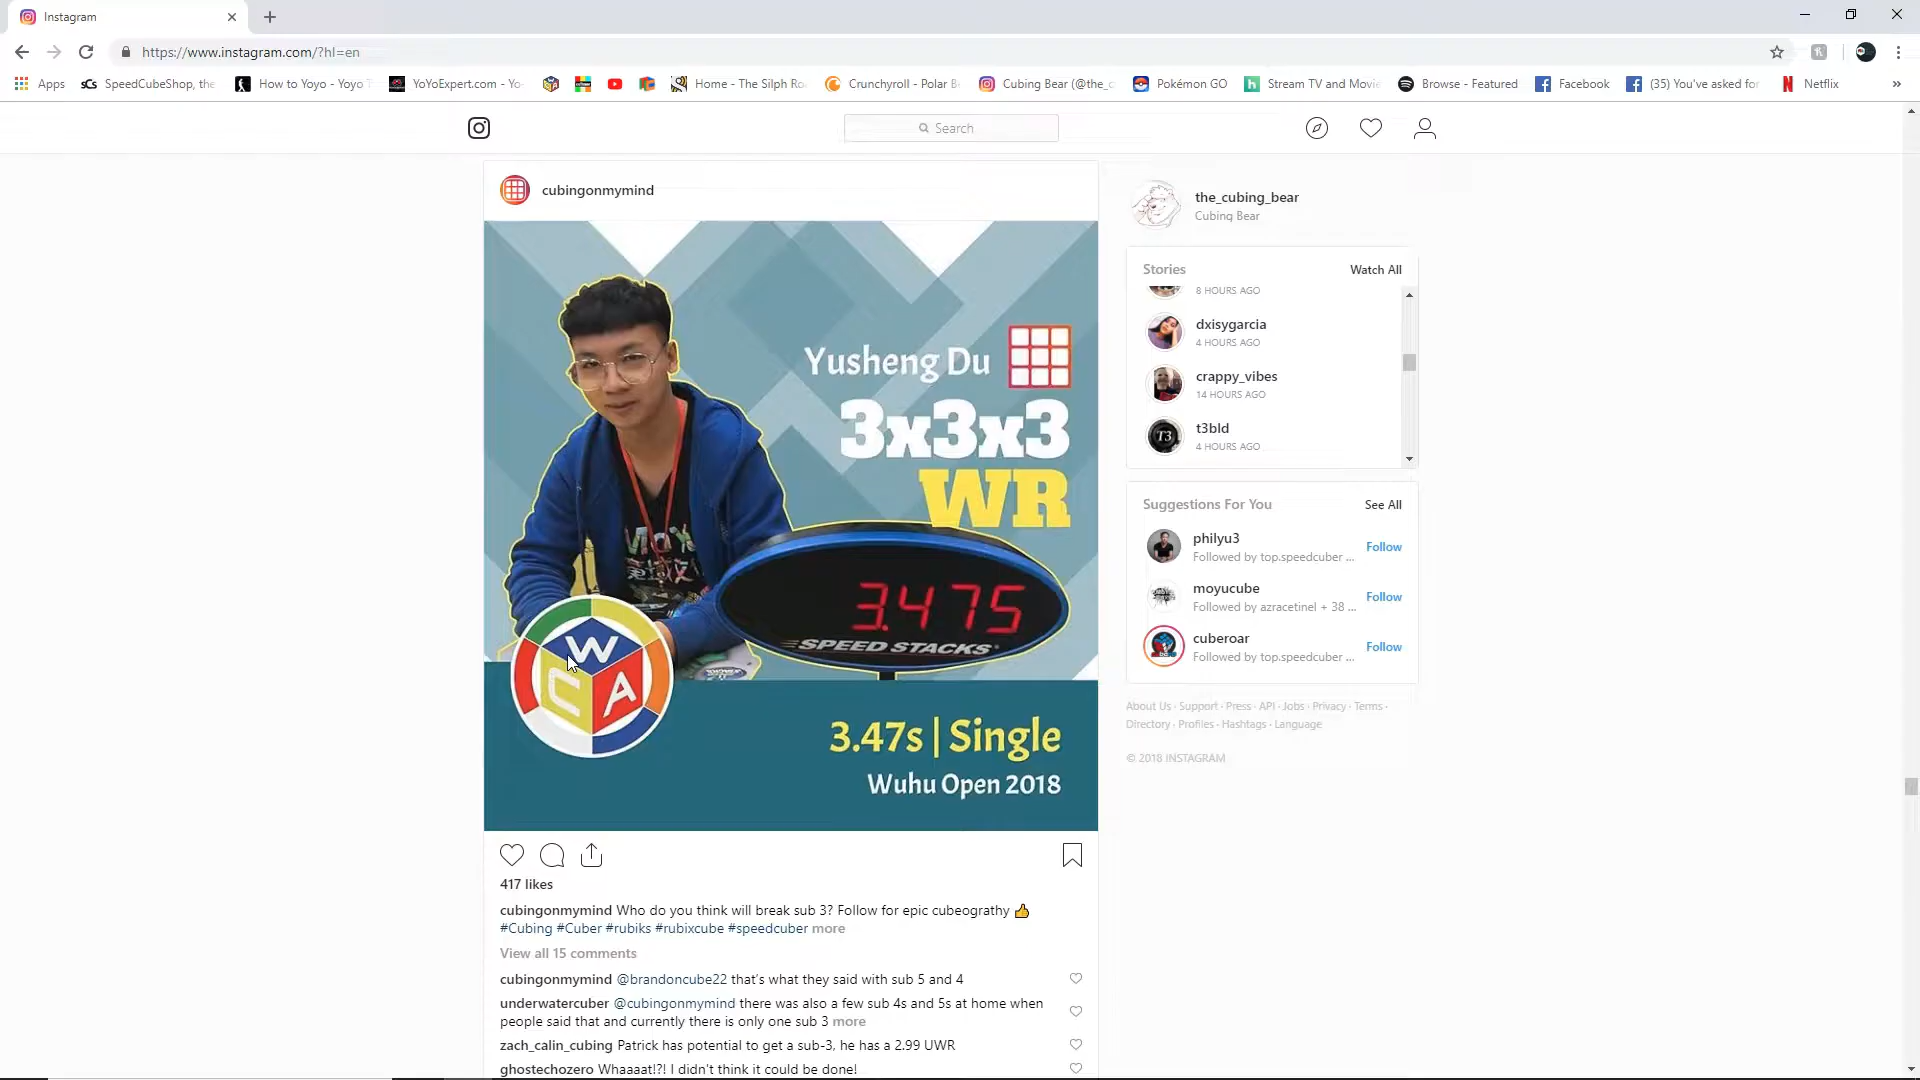 Instagram
https://www.instagram.com/?hl=en
Apps
SCS SpeedCubeShop, the
How to Yoyo - Yoyo T
YoYoExpert.com - Yo-
Home - The Silph Ro
Crunchyroll - Polar B
Cubing Bear (@the_c
Pokémon GO
Stream TV and Movie
Browse - Featured
Facebook
(35) You've asked for
Netflix
»
Search
cubingonmymind
Yusheng Du
3x3x3
WR
3.475
SPEED STACKS
W
C A
3.47s | Single
Wuhu Open 2018
417 likes
cubingonmymind Who do you think will break sub 3? Follow for epic cubeograthy 👍
#Cubing #Cuber #rubiks #rubixcube #speedcuber more
View all 15 comments
cubingonmymind @brandoncube22 that's what they said with sub 5 and 4
underwatercuber @cubingonmymind there was also a few sub 4s and 5s at home when
people said that and currently there is only one sub 3 more
zach_calin_cubing Patrick has potential to get a sub-3, he has a 2.99 UWR
ghostechozero Whaaaat!?! I didn't think it could be done!
the_cubing_bear
Cubing Bear
Stories Watch All
8 HOURS AGO
dxisygarcia
4 HOURS AGO
crappy_vibes
14 HOURS AGO
T3
t3bld
4 HOURS AGO
Suggestions For You See All
philyu3
Followed by top.speedcuber ...
Follow
moyucube
Followed by azracetinel + 38 ...
Follow
cuberoar
Followed by top.speedcuber ...
Follow
About Us · Support · Press · API · Jobs · Privacy · Terms ·
Directory · Profiles · Hashtags · Language
© 2018 INSTAGRAM